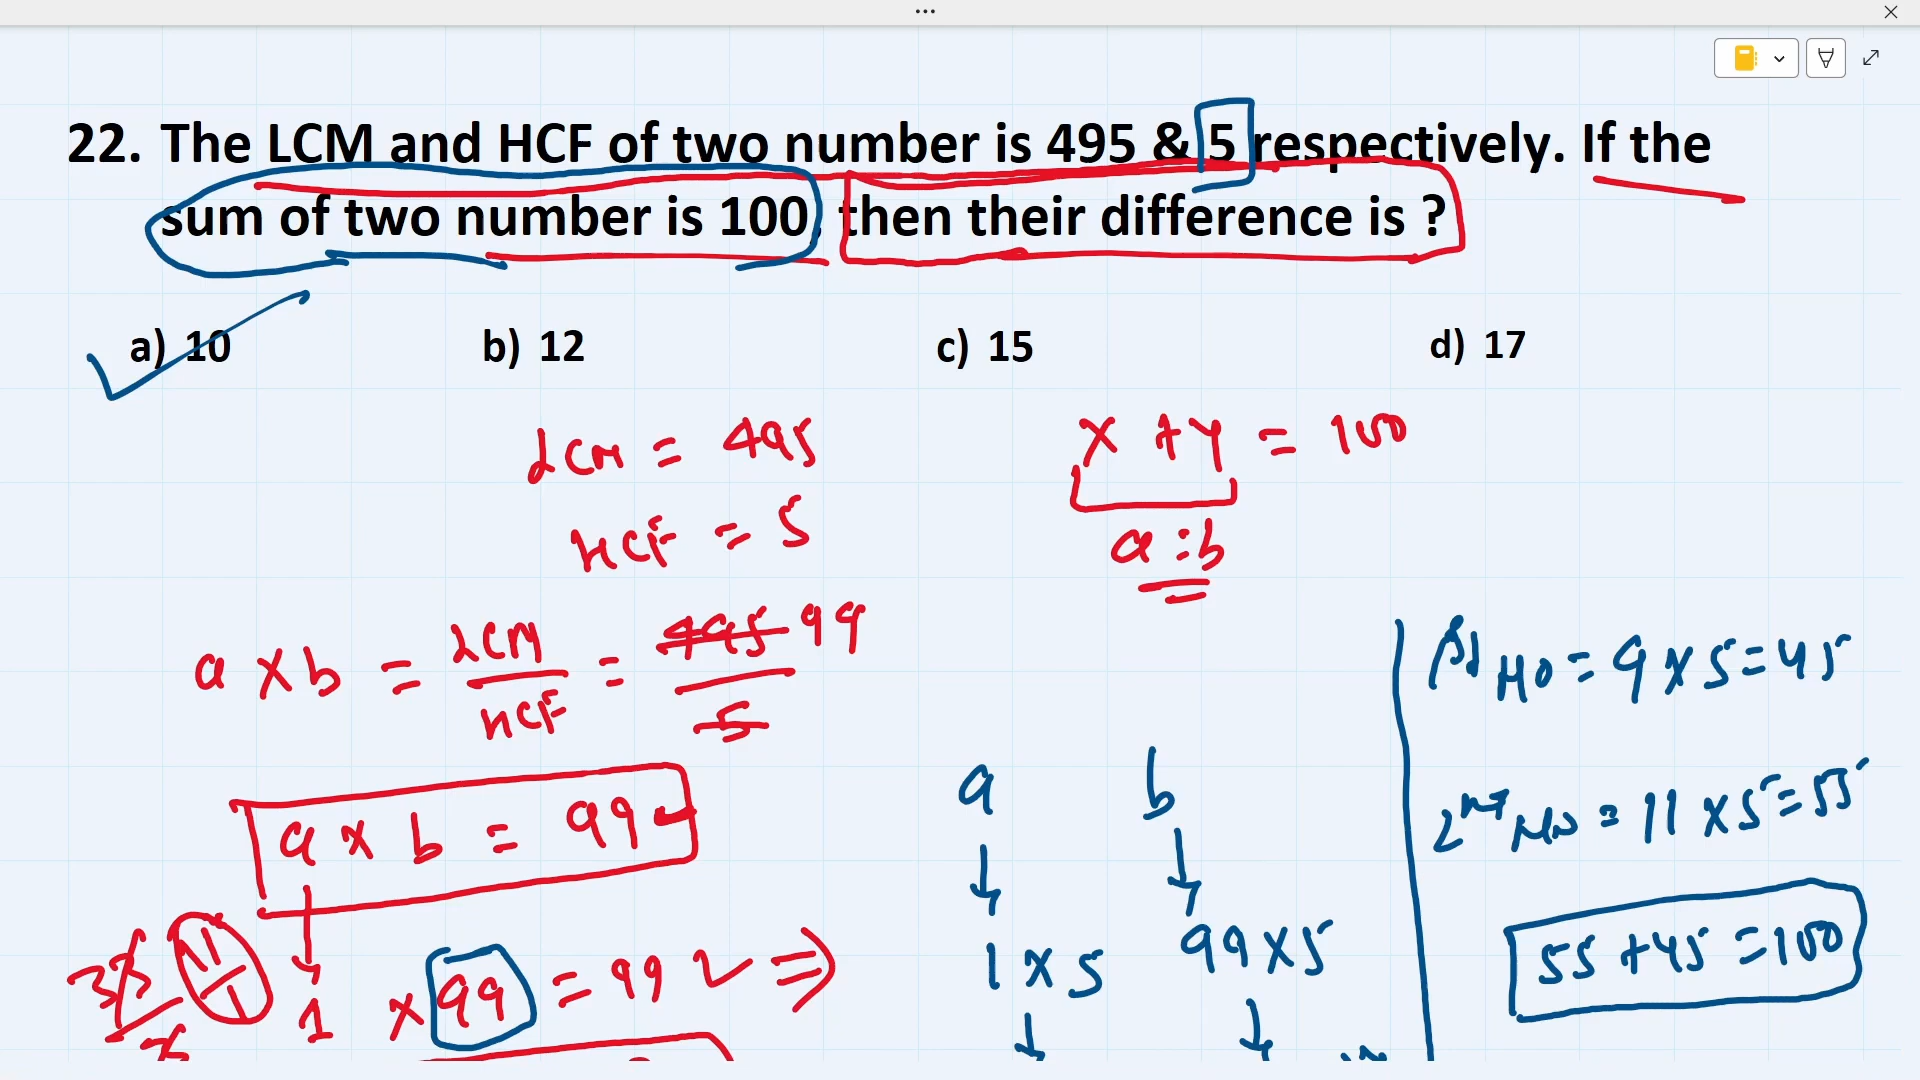 22. The LCM and HCF of two number is 495 & 5 respectively. If the
sum of two number is 100, then their difference is ?
a) 10 b) 12 c) 15 d) 17
LCM = 495
x + y = 100
HCF = 5
a : b
a × b = LCM/HCF = 495/5 99
NO = 9 × 5 = 45
a b
2nd NO = 11 × 5 = 55
a × b = 99
1 × 5 99 × 5
55 + 45 = 100
1 × 99 = 99 ⇒